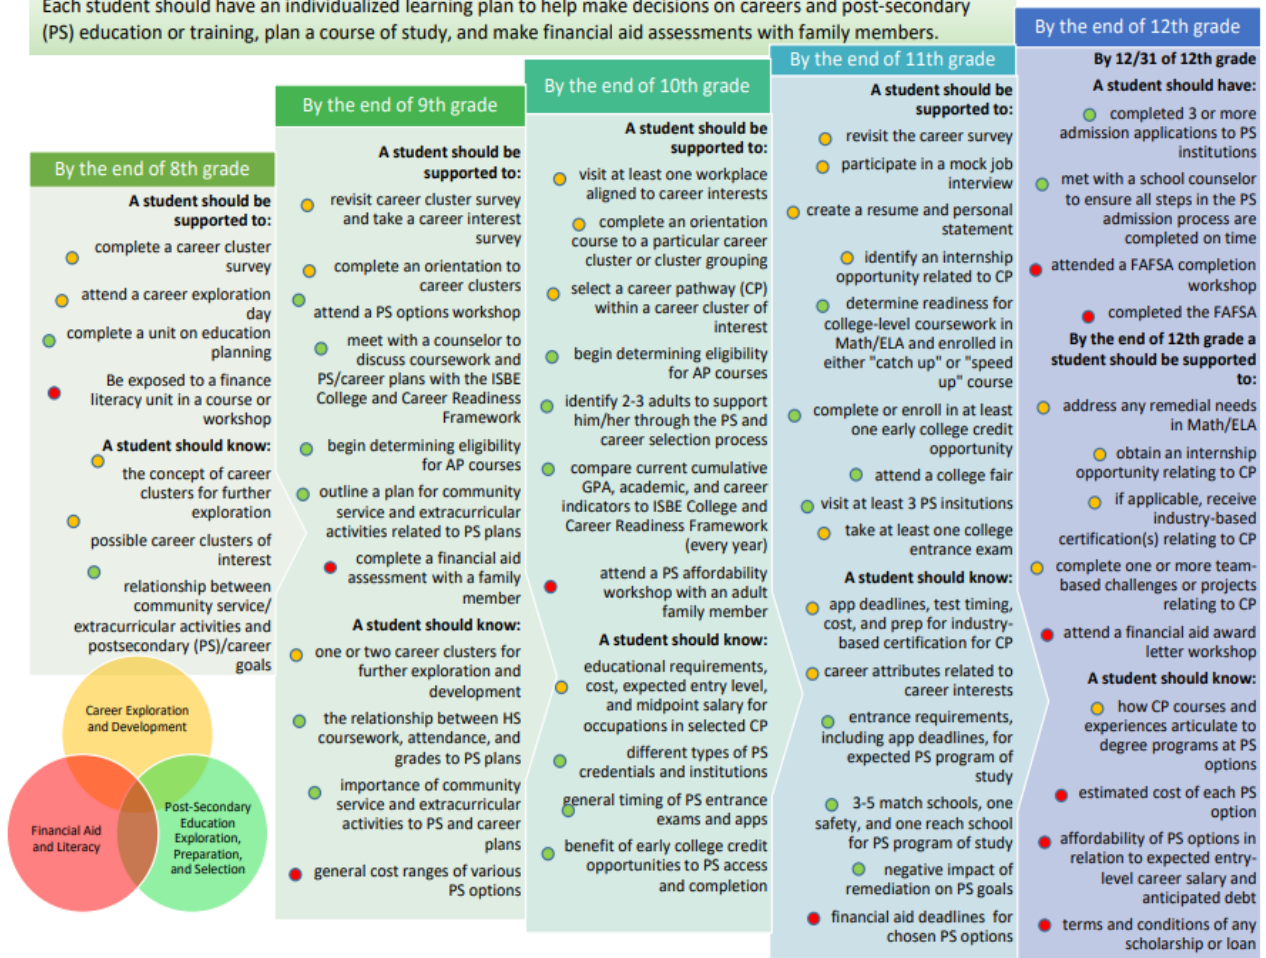 Each student should have an individualized learning plan to help make decisions on careers and post-secondary
(PS) education or training, plan a course of study, and make financial aid assessments with family members.
By the end of 8th grade
A student should be
supported to:
complete a career cluster
survey
attend a career exploration
day
complete a unit on education
planning
Be exposed to a finance
literacy unit in a course or
workshop
A student should know:
the concept of career
clusters for further
exploration
possible career clusters of
interest
relationship between
community service/
extracurricular activities and
postsecondary (PS)/career
goals
Career Exploration
and Development
Financial Aid
and Literacy
Post-Secondary
Education
Exploration,
Preparation,
and Selection
By the end of 9th grade
A student should be
supported to:
revisit career cluster survey
and take a career interest
survey
complete an orientation to
career clusters
attend a PS options workshop
meet with a counselor to
discuss coursework and
PS/career plans with the ISBE
College and Career Readiness
Framework
begin determining eligibility
for AP courses
outline a plan for community
service and extracurricular
activities related to PS plans
complete a financial aid
assessment with a family
member
A student should know:
one or two career clusters for
further exploration and
development
the relationship between HS
coursework, attendance, and
grades to PS plans
importance of community
service and extracurricular
activities to PS and career
plans
general cost ranges of various
PS options
By the end of 10th grade
A student should be
supported to:
visit at least one workplace
aligned to career interests
complete an orientation
course to a particular career
cluster or cluster grouping
select a career pathway (CP)
within a career cluster of
interest
begin determining eligibility
for AP courses
identify 2-3 adults to support
him/her through the PS and
career selection process
compare current cumulative
GPA, academic, and career
indicators to ISBE College and
Career Readiness Framework
(every year)
attend a PS affordability
workshop with an adult
family member
A student should know:
educational requirements,
cost, expected entry level,
and midpoint salary for
occupations in selected CP
different types of PS
credentials and institutions
general timing of PS entrance
exams and apps
benefit of early college credit
opportunities to PS access
and completion
By the end of 11th grade
A student should be
supported to:
revisit the career survey
participate in a mock job
interview
create a resume and personal
statement
identify an internship
opportunity related to CP
determine readiness for
college-level coursework in
Math/ELA and enrolled in
either "catch up" or "speed
up" course
complete or enroll in at least
one early college credit
opportunity
attend a college fair
visit at least 3 PS insitutions
take at least one college
entrance exam
A student should know:
app deadlines, test timing,
cost, and prep for industry-
based certification for CP
career attributes related to
career interests
entrance requirements,
including app deadlines, for
expected PS program of
study
3-5 match schools, one
safety, and one reach school
for PS program of study
negative impact of
remediation on PS goals
financial aid deadlines for
chosen PS options
By the end of 12th grade
By 12/31 of 12th grade
A student should have:
completed 3 or more
admission applications to PS
institutions
met with a school counselor
to ensure all steps in the PS
admission process are
completed on time
attended a FAFSA completion
workshop
completed the FAFSA
By the end of 12th grade a
student should be supported
to:
address any remedial needs
in Math/ELA
obtain an internship
opportunity relating to CP
if applicable, receive
industry-based
certification(s) relating to CP
complete one or more team-
based challenges or projects
relating to CP
attend a financial aid award
letter workshop
A student should know:
how CP courses and
experiences articulate to
degree programs at PS
options
estimated cost of each PS
option
affordability of PS options in
relation to expected entry-
level career salary and
anticipated debt
terms and conditions of any
scholarship or loan